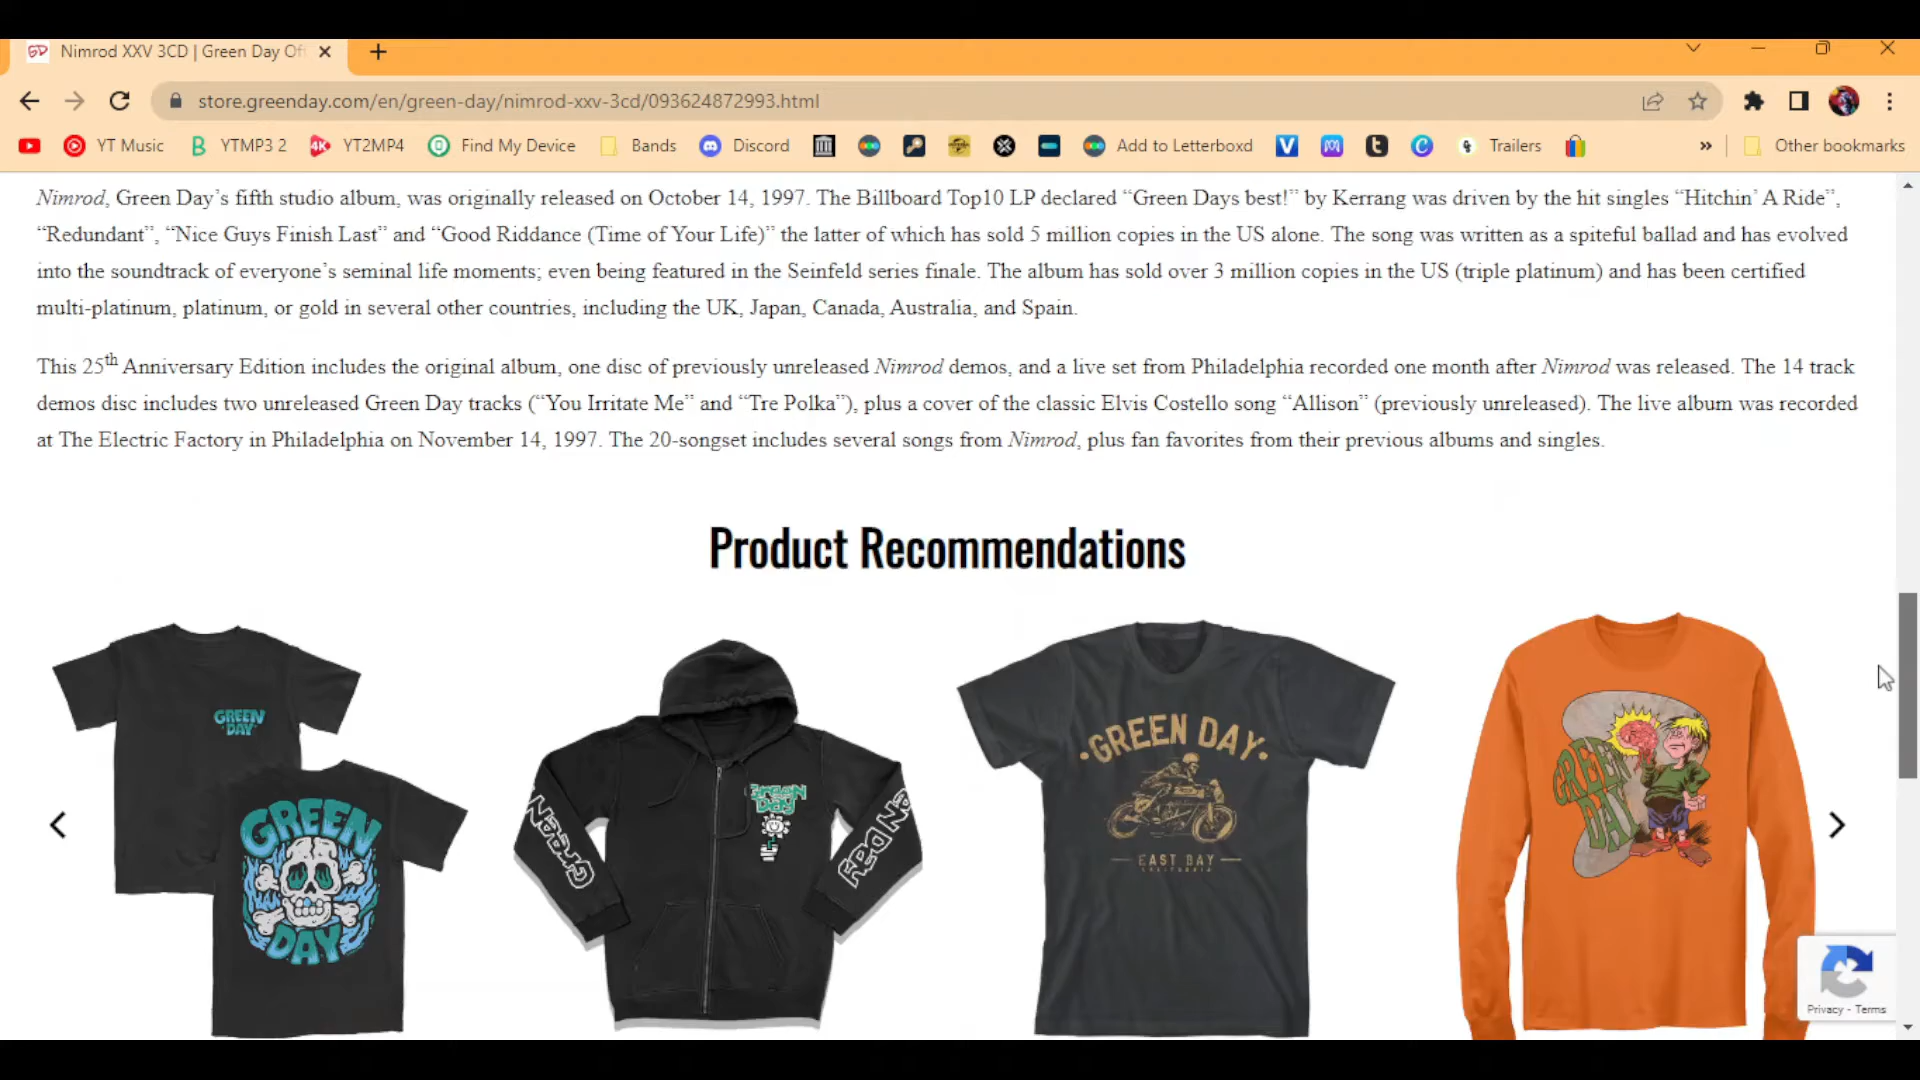 Nimrod XXV 3CD | Green Day Of
store.greenday.com/en/green-day/nimrod-xxv-3cd/093624872993.html
YT Music YTMP3 2 YT2MP4 Find My Device Bands Discord Add to Letterboxd Trailers » Other bookmarks
Nimrod, Green Day’s fifth studio album, was originally released on October 14, 1997. The Billboard Top10 LP declared “Green Days best!” by Kerrang was driven by the hit singles “Hitchin’ A Ride”,
“Redundant”, “Nice Guys Finish Last” and “Good Riddance (Time of Your Life)” the latter of which has sold 5 million copies in the US alone. The song was written as a spiteful ballad and has evolved
into the soundtrack of everyone’s seminal life moments; even being featured in the Seinfeld series finale. The album has sold over 3 million copies in the US (triple platinum) and has been certified
multi-platinum, platinum, or gold in several other countries, including the UK, Japan, Canada, Australia, and Spain.
This 25th Anniversary Edition includes the original album, one disc of previously unreleased Nimrod demos, and a live set from Philadelphia recorded one month after Nimrod was released. The 14 track
demos disc includes two unreleased Green Day tracks (“You Irritate Me” and “Tre Polka”), plus a cover of the classic Elvis Costello song “Allison” (previously unreleased). The live album was recorded
at The Electric Factory in Philadelphia on November 14, 1997. The 20-songset includes several songs from Nimrod, plus fan favorites from their previous albums and singles.
Product Recommendations
GREEN
DAY
GREEN
DAY
GREEN
DAY
GREEN
EN DAY
·GREEN DAY·
EAST BAY
CALIFORNIA
GREEN
DAY
Privacy - Terms